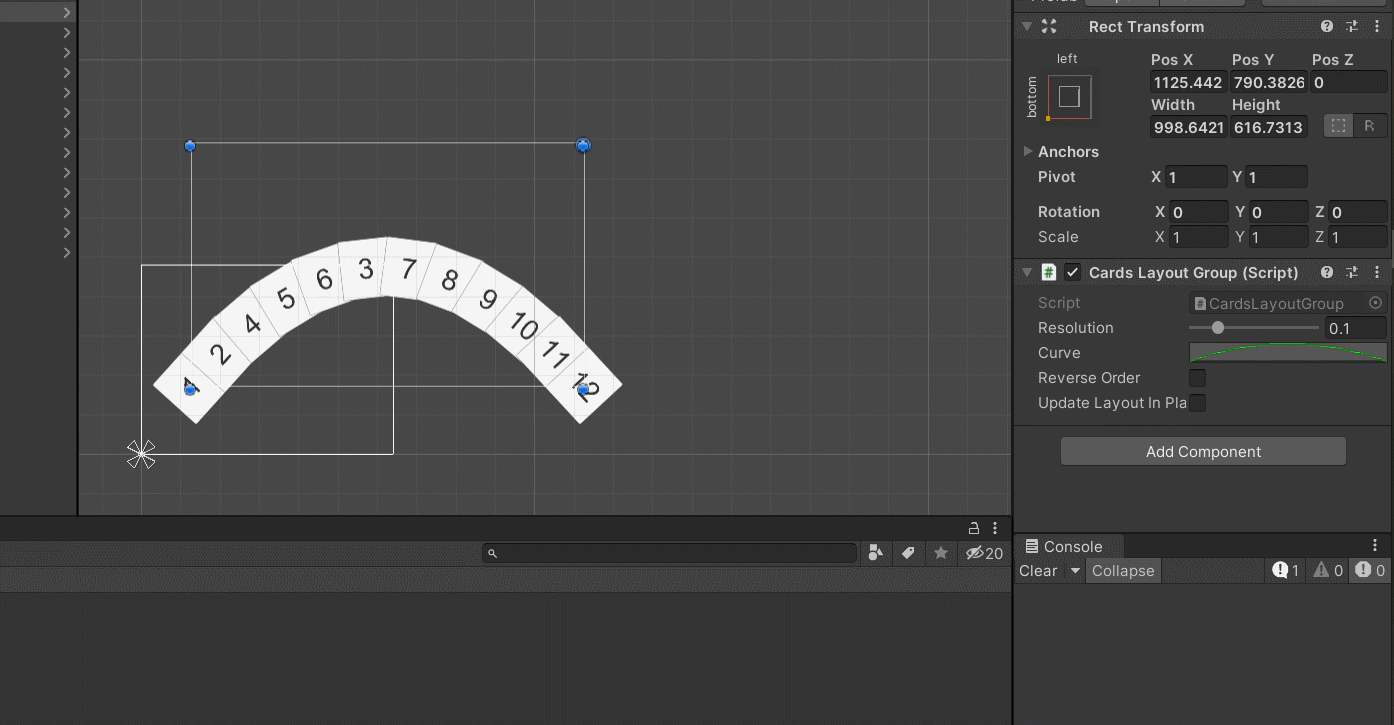 Rect Transform
left
bottom
Pos X Pos Y Pos Z
1125.442 790.3826 0
Width Height
998.6421 616.7313 R
Anchors
Pivot X 1 Y 1
Rotation X 0 Y 0 Z 0
Scale X 1 Y 1 Z 1
# Cards Layout Group (Script)
Script # CardsLayoutGroup
Resolution 0.1
Curve
Reverse Order
Update Layout In Pla
Add Component
1 2 4 5 6 3 7 8 9 10 11 12
20
Console
Clear Collapse 1 0 0